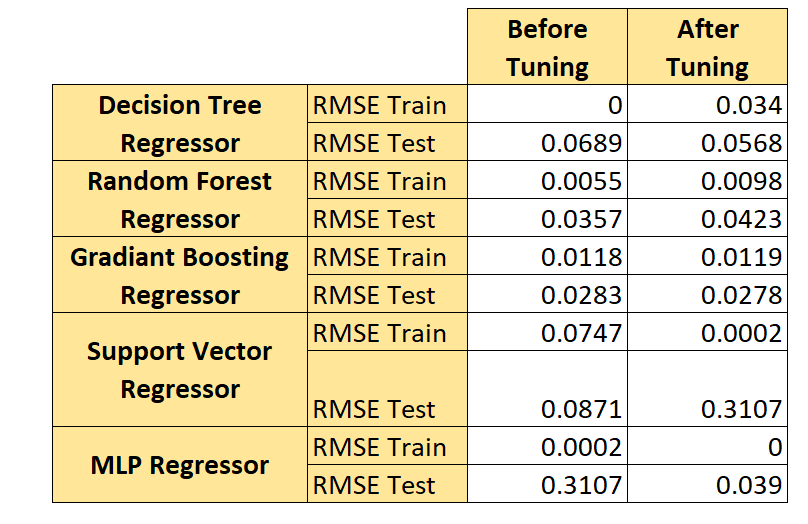 Before Tuning After Tuning
Decision Tree Regressor RMSE Train 0 0.034
RMSE Test 0.0689 0.0568
Random Forest Regressor RMSE Train 0.0055 0.0098
RMSE Test 0.0357 0.0423
Gradiant Boosting Regressor RMSE Train 0.0118 0.0119
RMSE Test 0.0283 0.0278
Support Vector Regressor RMSE Train 0.0747 0.0002
RMSE Test 0.0871 0.3107
MLP Regressor RMSE Train 0.0002 0
RMSE Test 0.3107 0.039